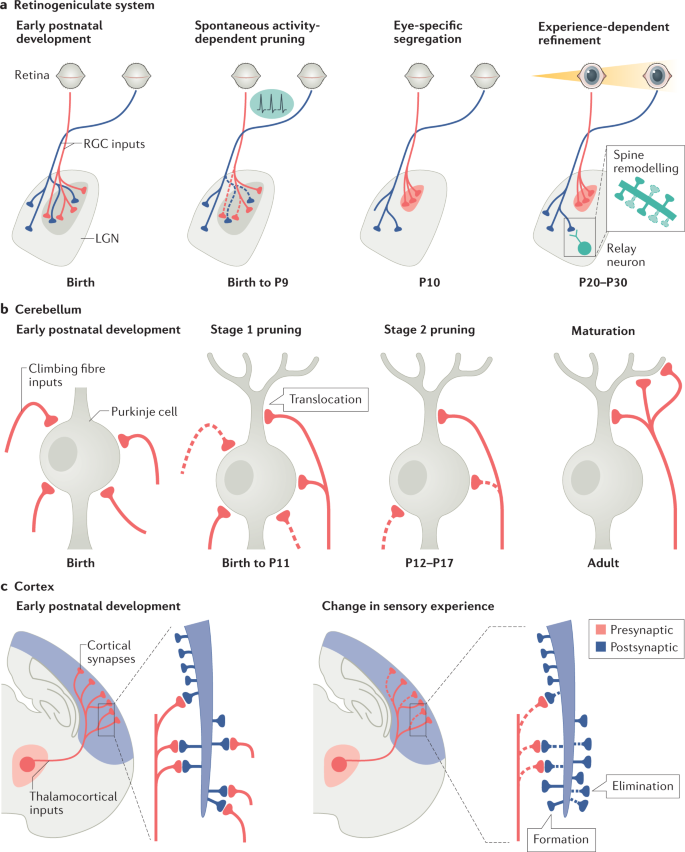 a Retinogeniculate system
Early postnatal
development
Spontaneous activity-
dependent pruning
Eye-specific
segregation
Experience-dependent
refinement
Retina
RGC inputs
LGN
Spine
remodelling
Relay
neuron
Birth
Birth to P9
P10
P20–P30
b Cerebellum
Early postnatal development
Stage 1 pruning
Stage 2 pruning
Maturation
Climbing fibre
inputs
Purkinje cell
Translocation
Birth
Birth to P11
P12–P17
Adult
c Cortex
Early postnatal development
Change in sensory experience
Presynaptic
Postsynaptic
Cortical
synapses
Thalamocortical
inputs
Elimination
Formation